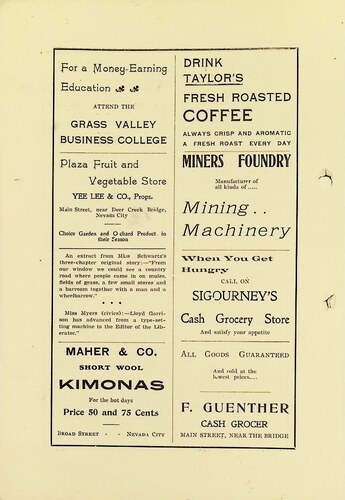 For a Money-Earning
Education
ATTEND THE
GRASS VALLEY
BUSINESS COLLEGE
Plaza Fruit and
Vegetable Store
YEE LEE & CO., Props.
Main Street, near Deer Creek Bridge,
Nevada City
Choice Garden and Orchard Product in
their Season
An extract from Miss Schwartz's
three-chapter original story:—"From
our window we could see a country
road where people came in on mules,
fields of grass, a few small stores and
a barroom together with a man and a
wheelbarrow."
• • •
Miss Myers (civics):—Lloyd Garri-
son has advanced from a type-set-
ting machine to the Editor of the Lib-
erator."
MAHER & CO.
SHORT WOOL
KIMONAS
For the hot days
Price 50 and 75 Cents
BROAD STREET - - NEVADA CITY
DRINK
TAYLOR'S
FRESH ROASTED
COFFEE
ALWAYS CRISP AND AROMATIC
A FRESH ROAST EVERY DAY
MINERS FOUNDRY
Manufacturer of
all kinds of .....
Mining..
Machinery
When You Get
Hungry
CALL ON
SIGOURNEY'S
Cash Grocery Store
And satisfy your appetite
ALL GOODS GUARANTEED
And sold at the
lowest prices....
F. GUENTHER
CASH GROCER
MAIN STREET, NEAR THE BRIDGE